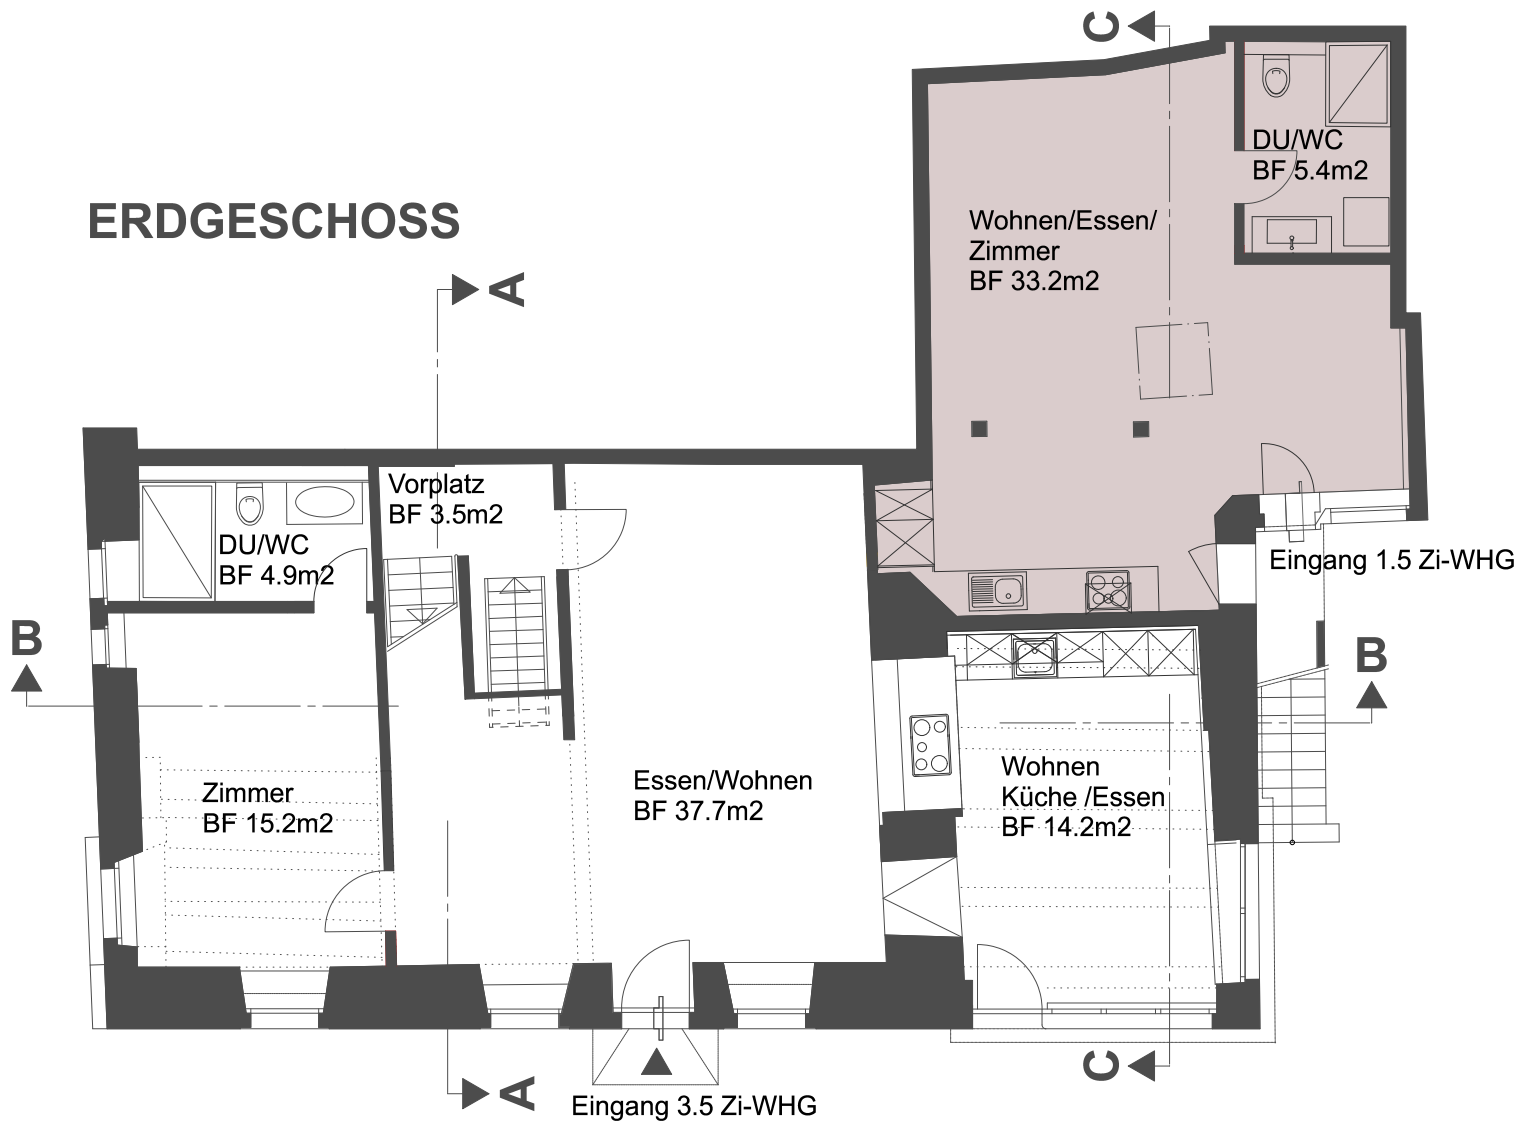 C
DU/WC
BF 5.4m2
ERDGESCHOSS
Wohnen/Essen/
Zimmer
BF 33.2m2
A
Vorplatz
BF 3.5m2
DU/WC
BF 4.9m2
Eingang 1.5 Zi-WHG
B
B
Zimmer
BF 15.2m2
Essen/Wohnen
BF 37.7m2
Wohnen
Küche /Essen
BF 14.2m2
C
A
Eingang 3.5 Zi-WHG